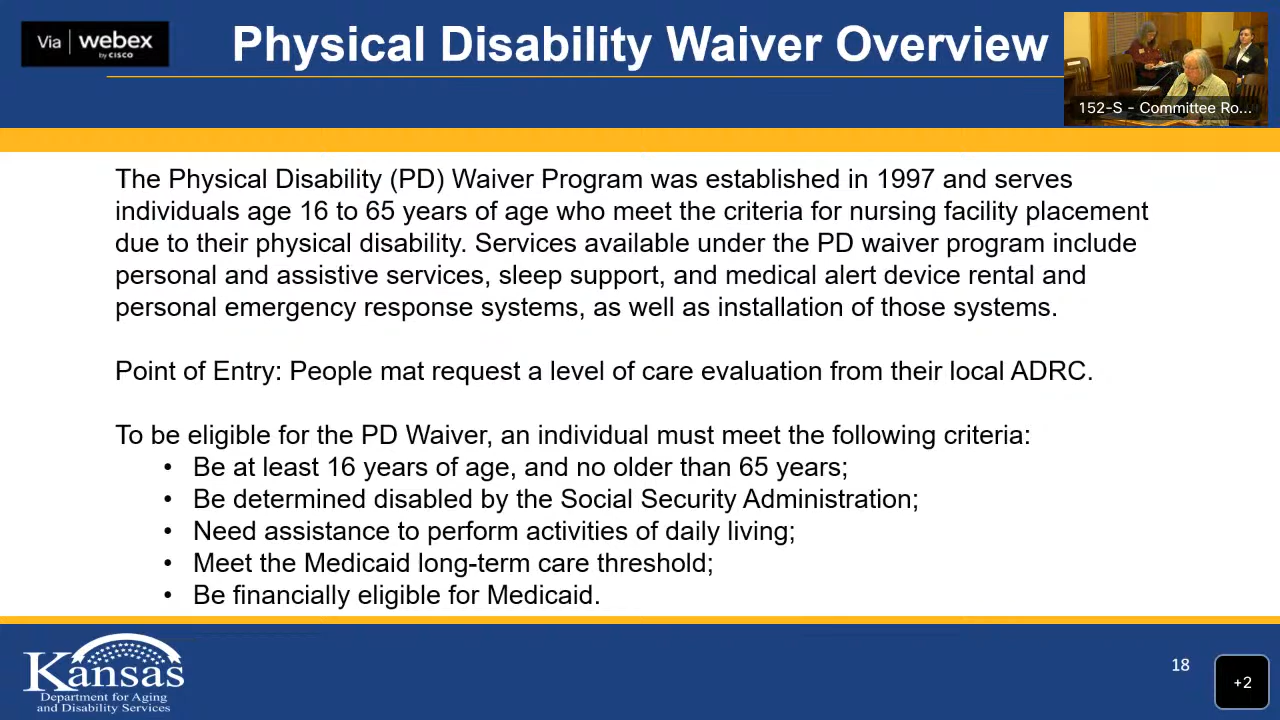 Via webex
by CISCO
Physical Disability Waiver Overview
152-S - Committee Ro...
The Physical Disability (PD) Waiver Program was established in 1997 and serves
individuals age 16 to 65 years of age who meet the criteria for nursing facility placement
due to their physical disability. Services available under the PD waiver program include
personal and assistive services, sleep support, and medical alert device rental and
personal emergency response systems, as well as installation of those systems.
Point of Entry: People mat request a level of care evaluation from their local ADRC.
To be eligible for the PD Waiver, an individual must meet the following criteria:
• Be at least 16 years of age, and no older than 65 years;
• Be determined disabled by the Social Security Administration;
• Need assistance to perform activities of daily living;
• Meet the Medicaid long-term care threshold;
• Be financially eligible for Medicaid.
Kansas
Department for Aging
and Disability Services
18
+2